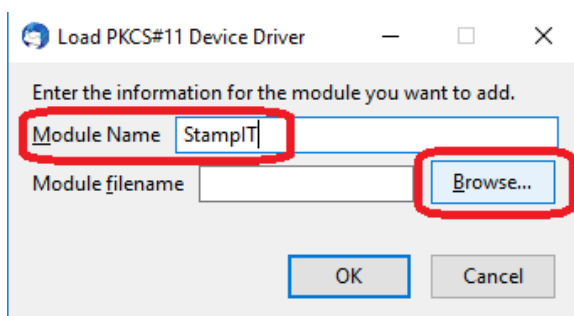 Load PKCS#11 Device Driver
Enter the information for the module you want to add.
Module Name StampIT
Module filename Browse...
OK Cancel